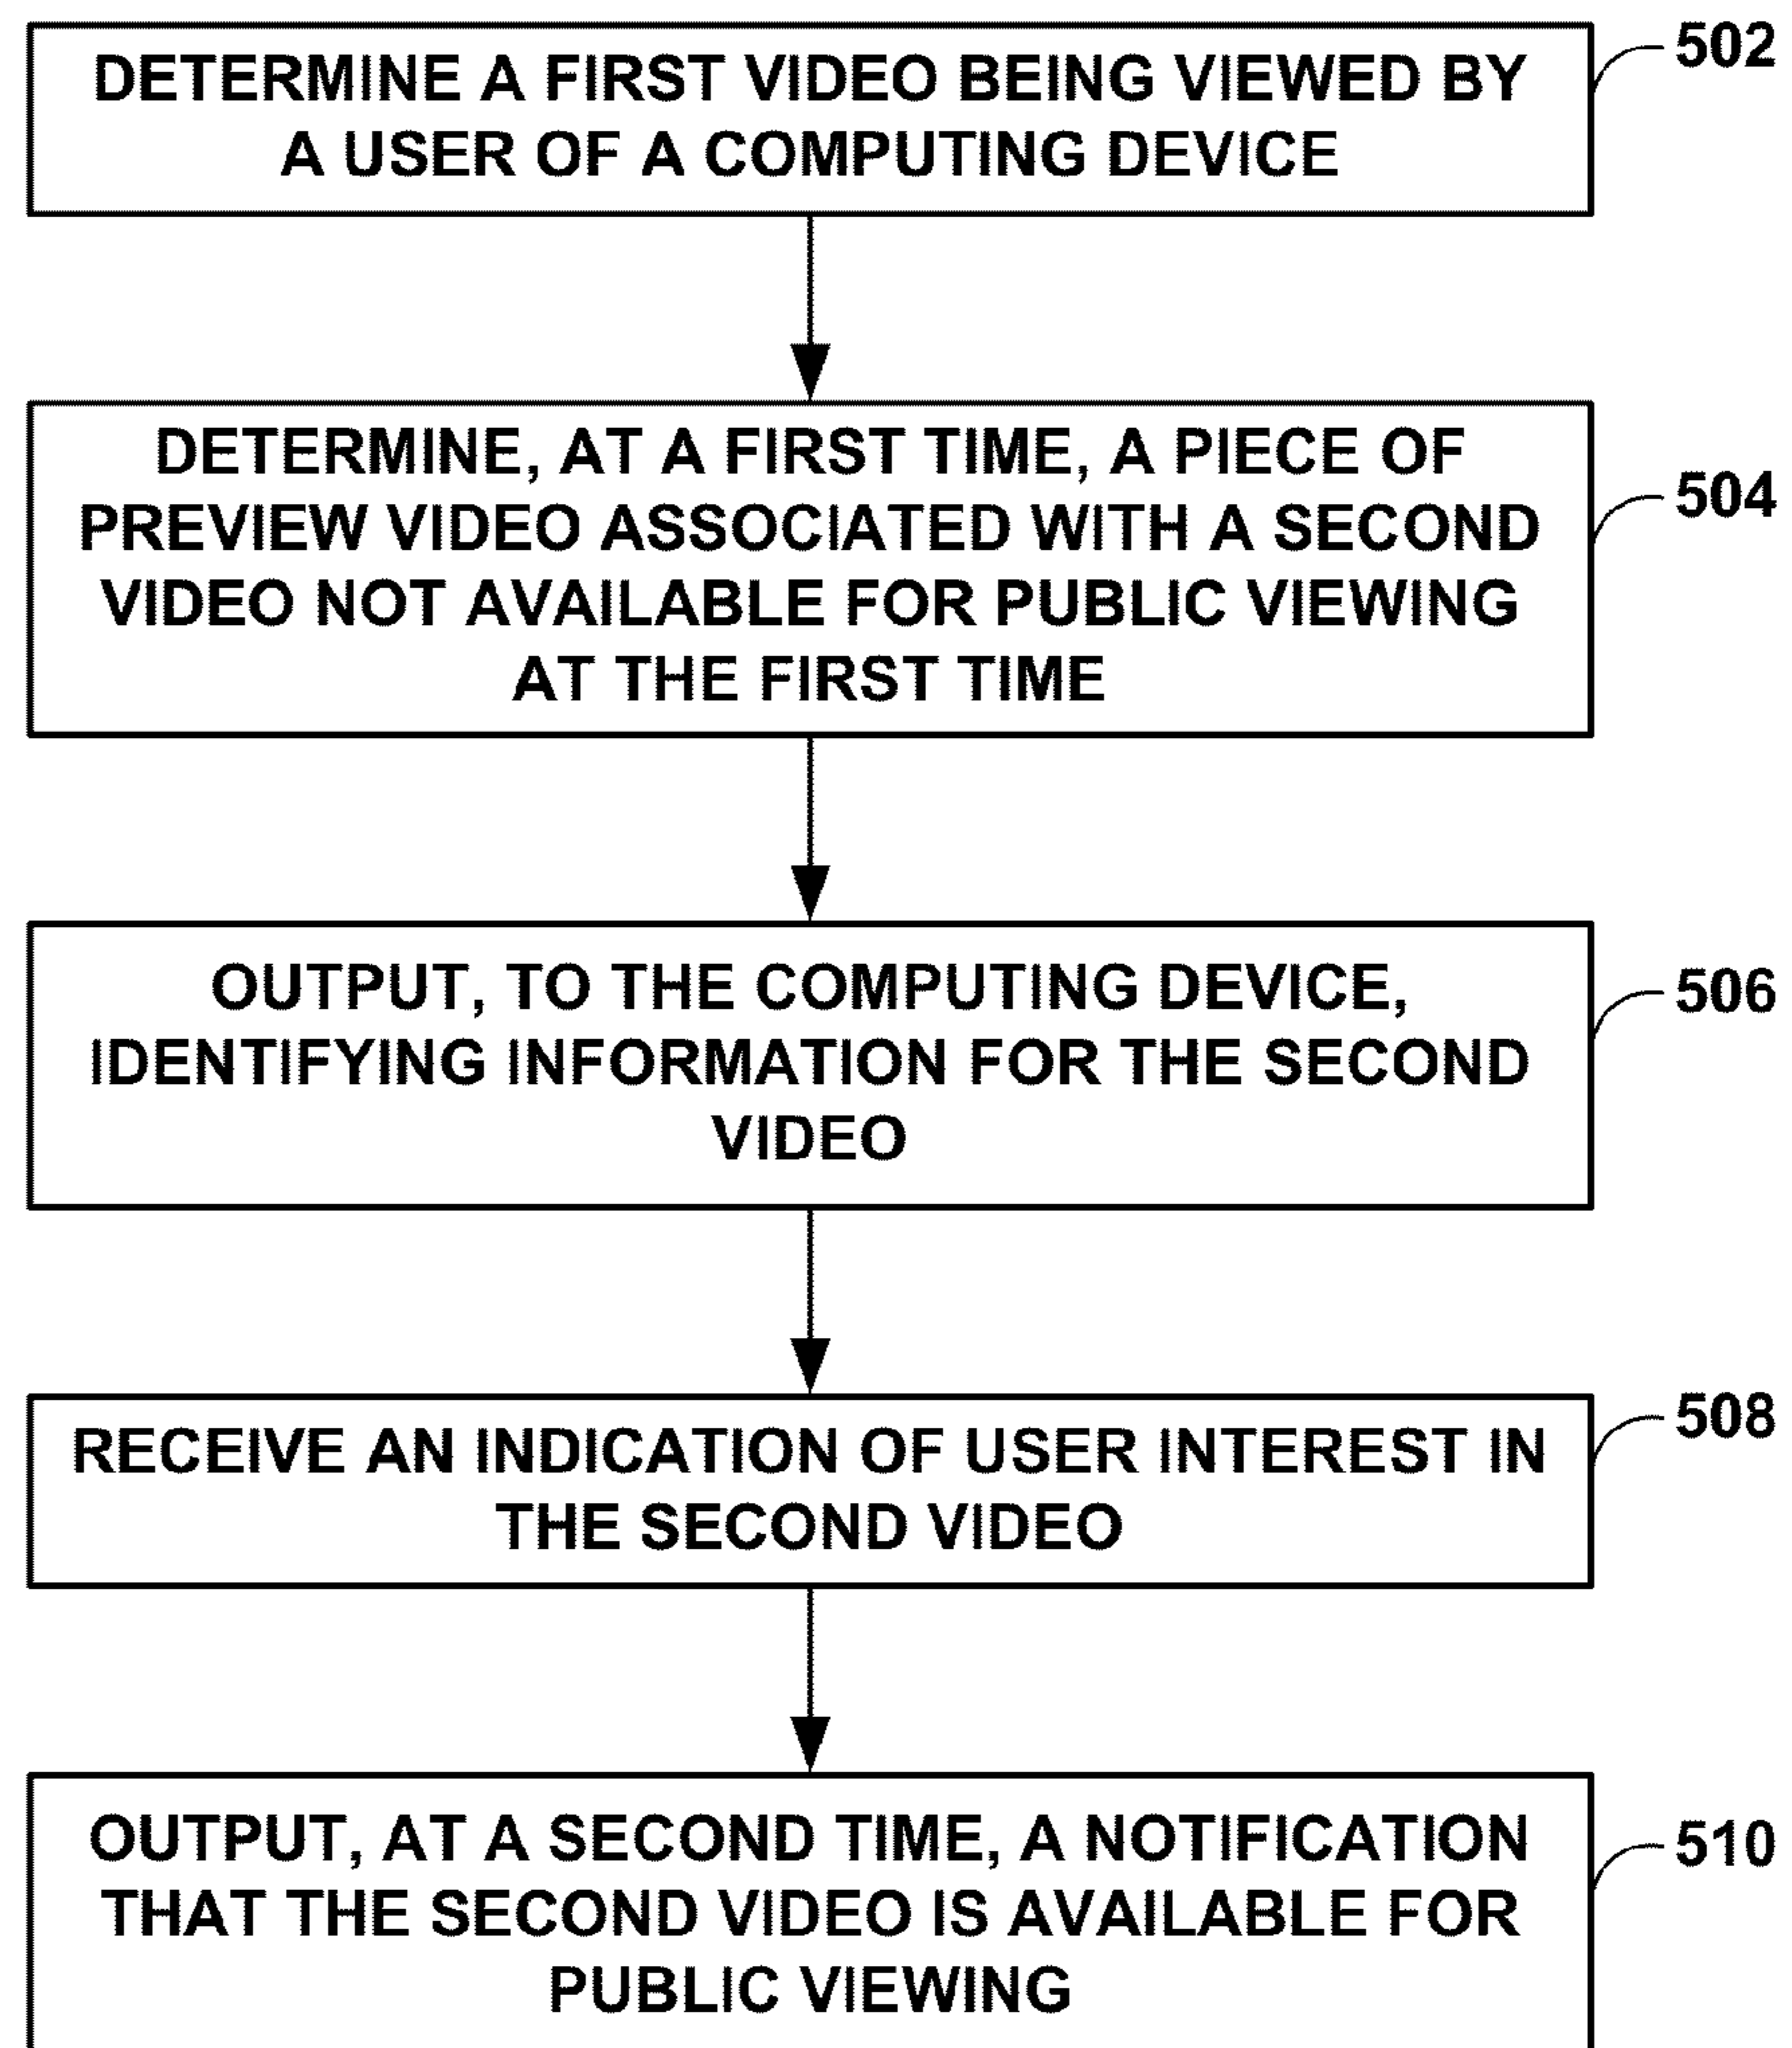 DETERMINE A FIRST VIDEO BEING VIEWED BY
A USER OF A COMPUTING DEVICE
502
DETERMINE, AT A FIRST TIME, A PIECE OF
PREVIEW VIDEO ASSOCIATED WITH A SECOND
VIDEO NOT AVAILABLE FOR PUBLIC VIEWING
AT THE FIRST TIME
504
OUTPUT, TO THE COMPUTING DEVICE,
IDENTIFYING INFORMATION FOR THE SECOND
VIDEO
506
RECEIVE AN INDICATION OF USER INTEREST IN
THE SECOND VIDEO
508
OUTPUT, AT A SECOND TIME, A NOTIFICATION
THAT THE SECOND VIDEO IS AVAILABLE FOR
PUBLIC VIEWING
510